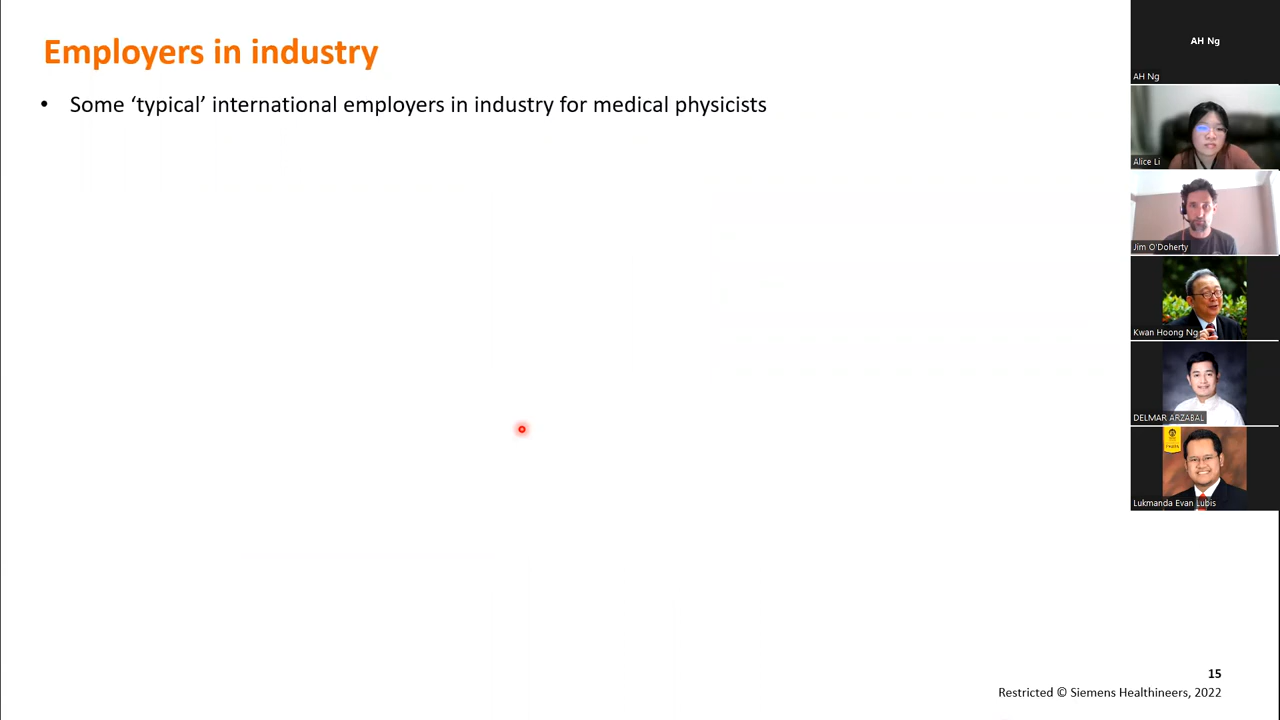 Employers in industry
• Some ‘typical’ international employers in industry for medical physicists
AH Ng
AH Ng
Alice Li
Jim O'Doherty
Kwan Hoong Ng
DELMAR ARZABAL
Lukmanda Evan Lubis
15
Restricted © Siemens Healthineers, 2022